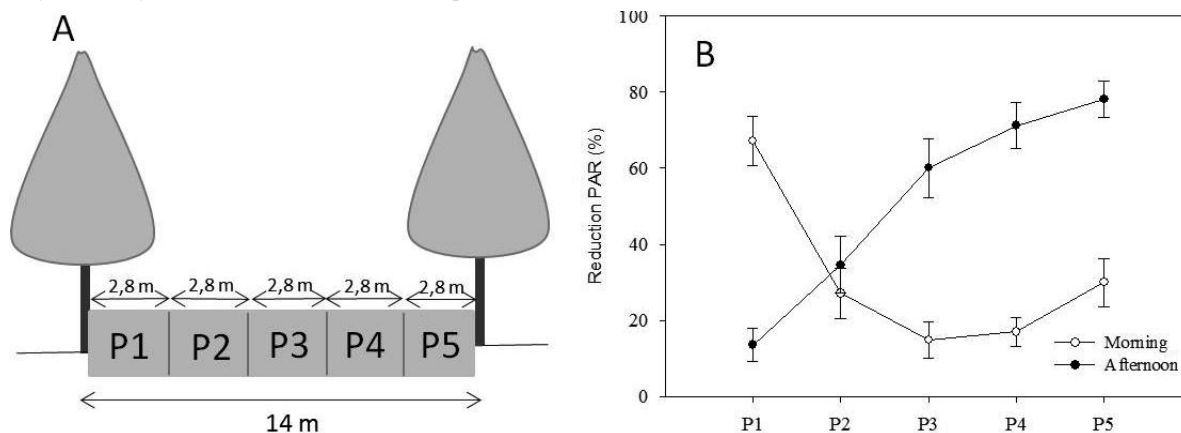 A
2,8 m 2,8 m 2,8 m 2,8 m 2,8 m
P1 P2 P3 P4 P5
14 m
B
Reduction PAR (%)
100
80
60
40
20
0
P1 P2 P3 P4 P5
Morning
Afternoon